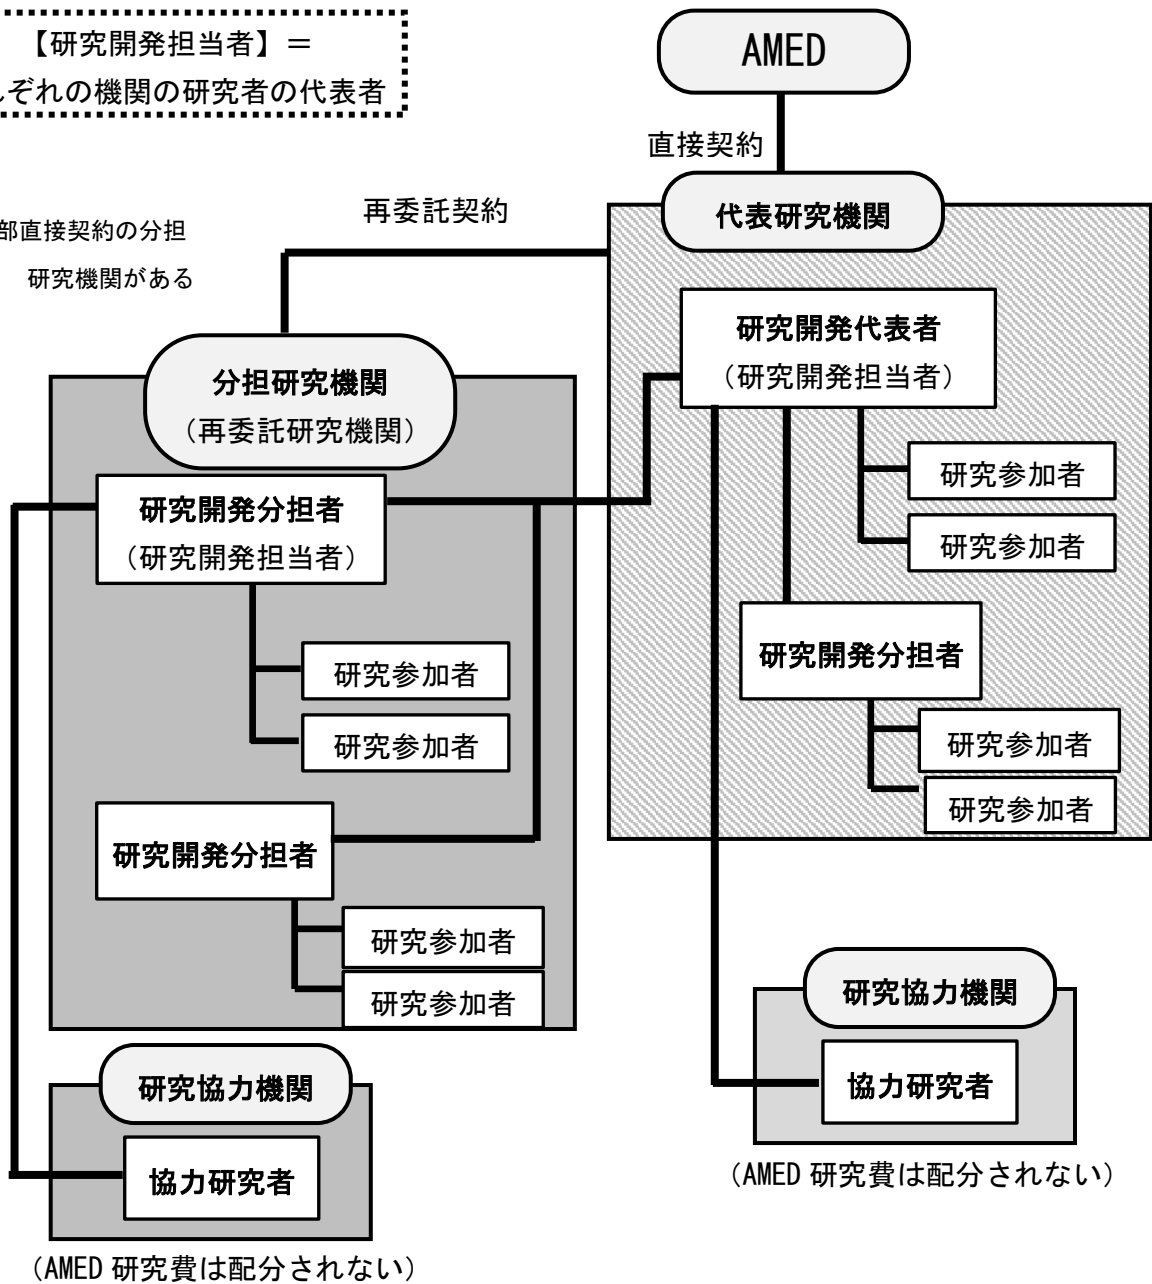 【研究開発担当者】＝
ぞれの機関の研究者の代表者
AMED
直接契約
再委託契約
部直接契約の分担
研究機関がある
代表研究機関
研究開発代表者
（研究開発担当者）
研究参加者
研究参加者
研究開発分担者
研究参加者
研究参加者
分担研究機関
（再委託研究機関）
研究開発分担者
（研究開発担当者）
研究参加者
研究参加者
研究開発分担者
研究参加者
研究参加者
研究協力機関
協力研究者
（AMED 研究費は配分されない）
研究協力機関
協力研究者
（AMED 研究費は配分されない）